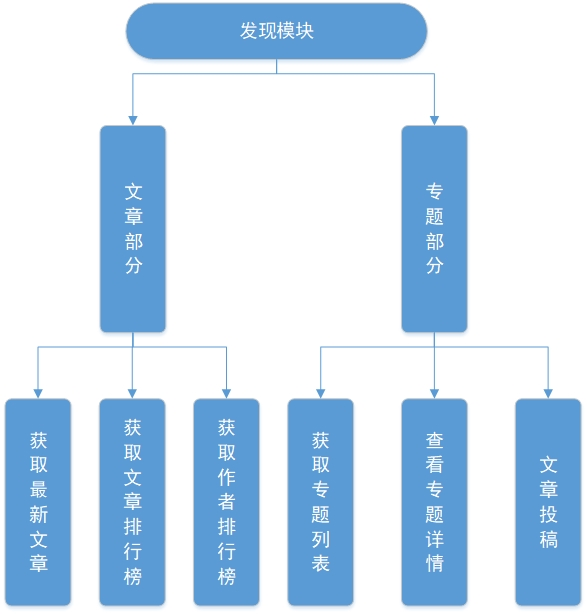 发现模块
文章部分
专题部分
获取最新文章
获取文章排行榜
获取作者排行榜
获取专题列表
查看专题详情
文章投稿